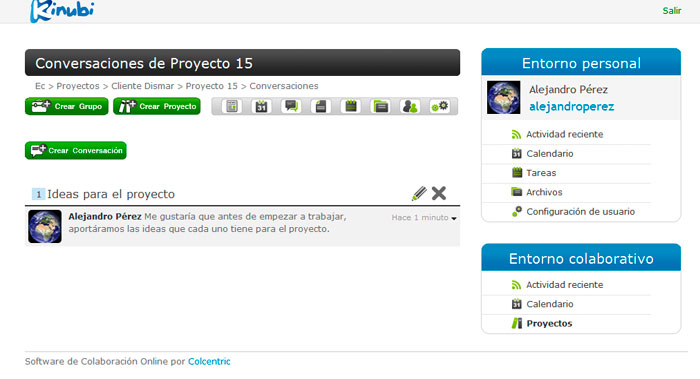 Kinubi
Salir
Conversaciones de Proyecto 15
Ec > Proyectos > Cliente Dismar > Proyecto 15 > Conversaciones
Crear Grupo
Crear Proyecto
31
Crear Conversación
1 Ideas para el proyecto
Alejandro Pérez Me gustaría que antes de empezar a trabajar,
aportáramos las ideas que cada uno tiene para el proyecto.
Hace 1 minuto
Entorno personal
Alejandro Pérez
alejandroperez
Actividad reciente
31 Calendario
Tareas
Archivos
Configuración de usuario
Entorno colaborativo
Actividad reciente
31 Calendario
Proyectos
Software de Colaboración Online por Colcentric